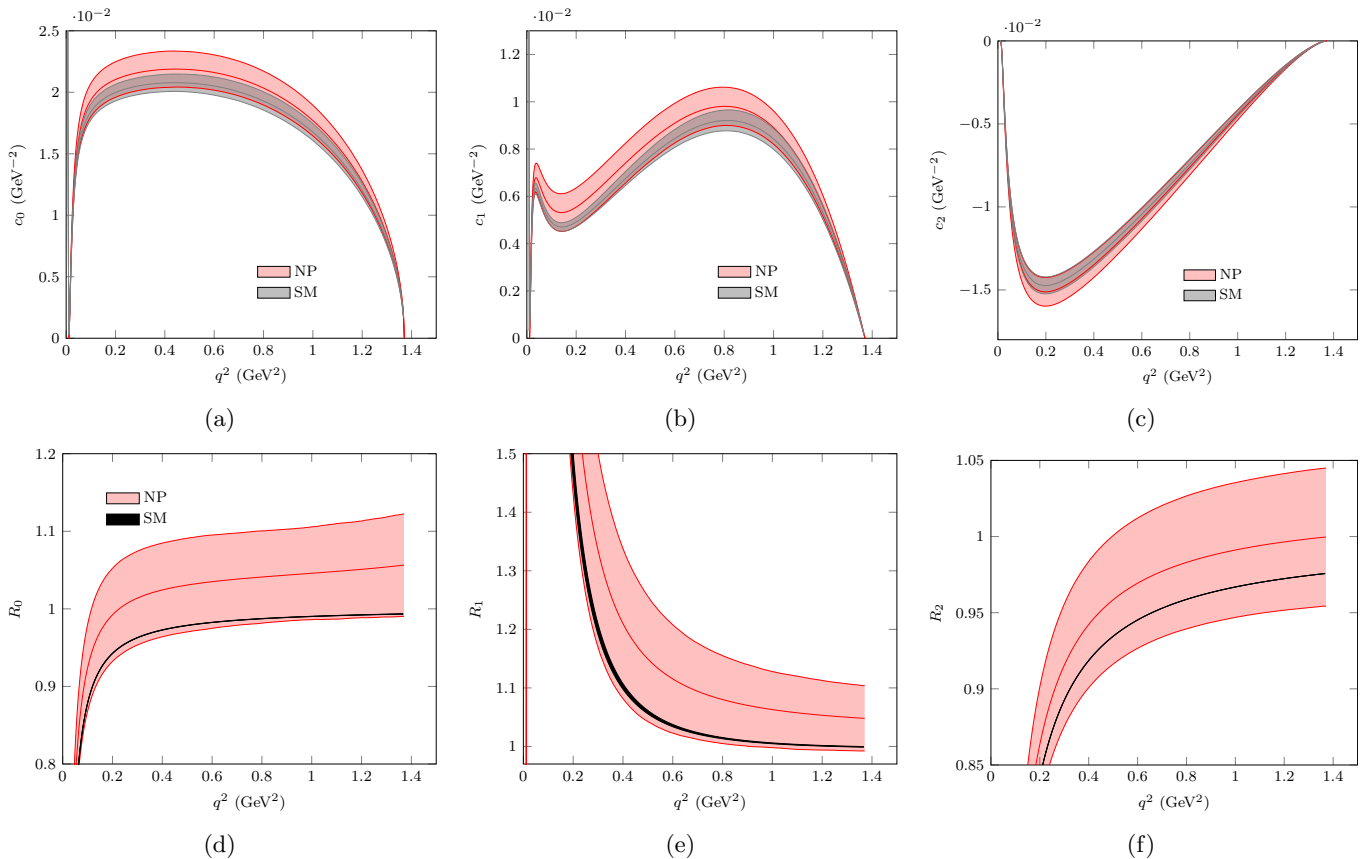 ·10−2
2.5
2
1.5
1
0.5
0
c0 (GeV−2)
NP
SM
0 0.2 0.4 0.6 0.8 1 1.2 1.4
q2 (GeV2)
(a)
·10−2
1.2
1
0.8
0.6
0.4
0.2
0
c1 (GeV−2)
NP
SM
0 0.2 0.4 0.6 0.8 1 1.2 1.4
q2 (GeV2)
(b)
·10−2
0
−0.5
−1
−1.5
c2 (GeV−2)
NP
SM
0 0.2 0.4 0.6 0.8 1 1.2 1.4
q2 (GeV2)
(c)
1.2
1.1
1
0.9
0.8
R0
NP
SM
0 0.2 0.4 0.6 0.8 1 1.2 1.4
q2 (GeV2)
(d)
1.5
1.4
1.3
1.2
1.1
1
R1
0 0.2 0.4 0.6 0.8 1 1.2 1.4
q2 (GeV2)
(e)
1.05
1
0.95
0.9
0.85
R2
0 0.2 0.4 0.6 0.8 1 1.2 1.4
q2 (GeV2)
(f)